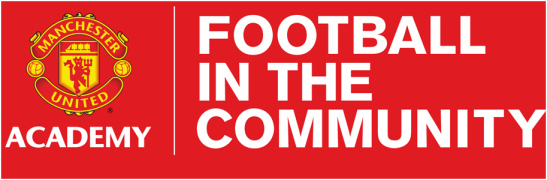 MANCHESTER
UNITED
®
ACADEMY
FOOTBALL
IN THE
COMMUNITY